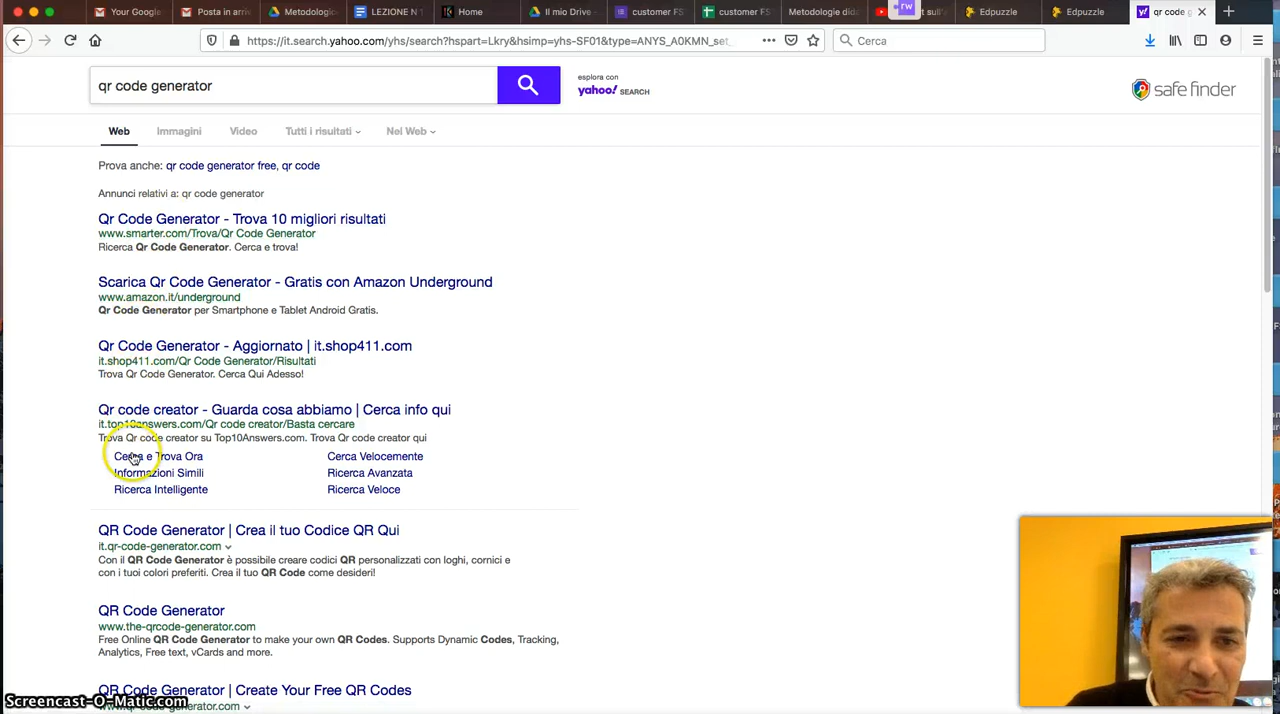 Your Google
Posta in arriv
Metodologie
LEZIONE N
Home
Il mio Drive
customer FS
customer FS
Metodologie dida
sull'e
Edpuzzle
Edpuzzle
qr code g
TW
https://it.search.yahoo.com/yhs/search?hspart=Lkry&hsimp=yhs-SF01&type=ANYS_A0KMN_set_
Cerca
qr code generator
esplora con
yahoo! SEARCH
safe finder
Web
Immagini
Video
Tutti i risultati
Nel Web
Prova anche: qr code generator free, qr code
Annunci relativi a: qr code generator
Qr Code Generator - Trova 10 migliori risultati
www.smarter.com/Trova/Qr Code Generator
Ricerca Qr Code Generator. Cerca e trova!
Scarica Qr Code Generator - Gratis con Amazon Underground
www.amazon.it/underground
Qr Code Generator per Smartphone e Tablet Android Gratis.
Qr Code Generator - Aggiornato | it.shop411.com
it.shop411.com/Qr Code Generator/Risultati
Trova Qr Code Generator. Cerca Qui Adesso!
Qr code creator - Guarda cosa abbiamo | Cerca info qui
it.top10answers.com/Qr code creator/Basta cercare
Trova Qr code creator su Top10Answers.com. Trova Qr code creator qui
Cerca e Trova Ora
Cerca Velocemente
Informazioni Simili
Ricerca Avanzata
Ricerca Intelligente
Ricerca Veloce
QR Code Generator | Crea il tuo Codice QR Qui
it.qr-code-generator.com
Con il QR Code Generator è possibile creare codici QR personalizzati con loghi, cornici e
con i tuoi colori preferiti. Crea il tuo QR Code come desideri!
QR Code Generator
www.the-qrcode-generator.com
Free Online QR Code Generator to make your own QR Codes. Supports Dynamic Codes, Tracking,
Analytics, Free text, vCards and more.
QR Code Generator | Create Your Free QR Codes
-code-generator.com
Screencast-O-Matic.com